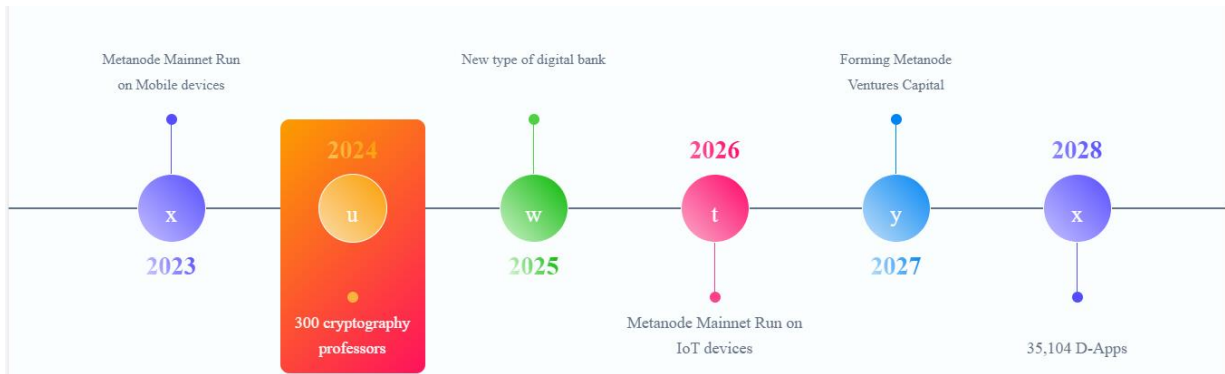 Metanode Mainnet Run
on Mobile devices
x
2023
2024
u
300 cryptography
professors
New type of digital bank
w
2025
2026
t
Metanode Mainnet Run on
IoT devices
Forming Metanode
Ventures Capital
y
2027
2028
x
35,104 D-Apps